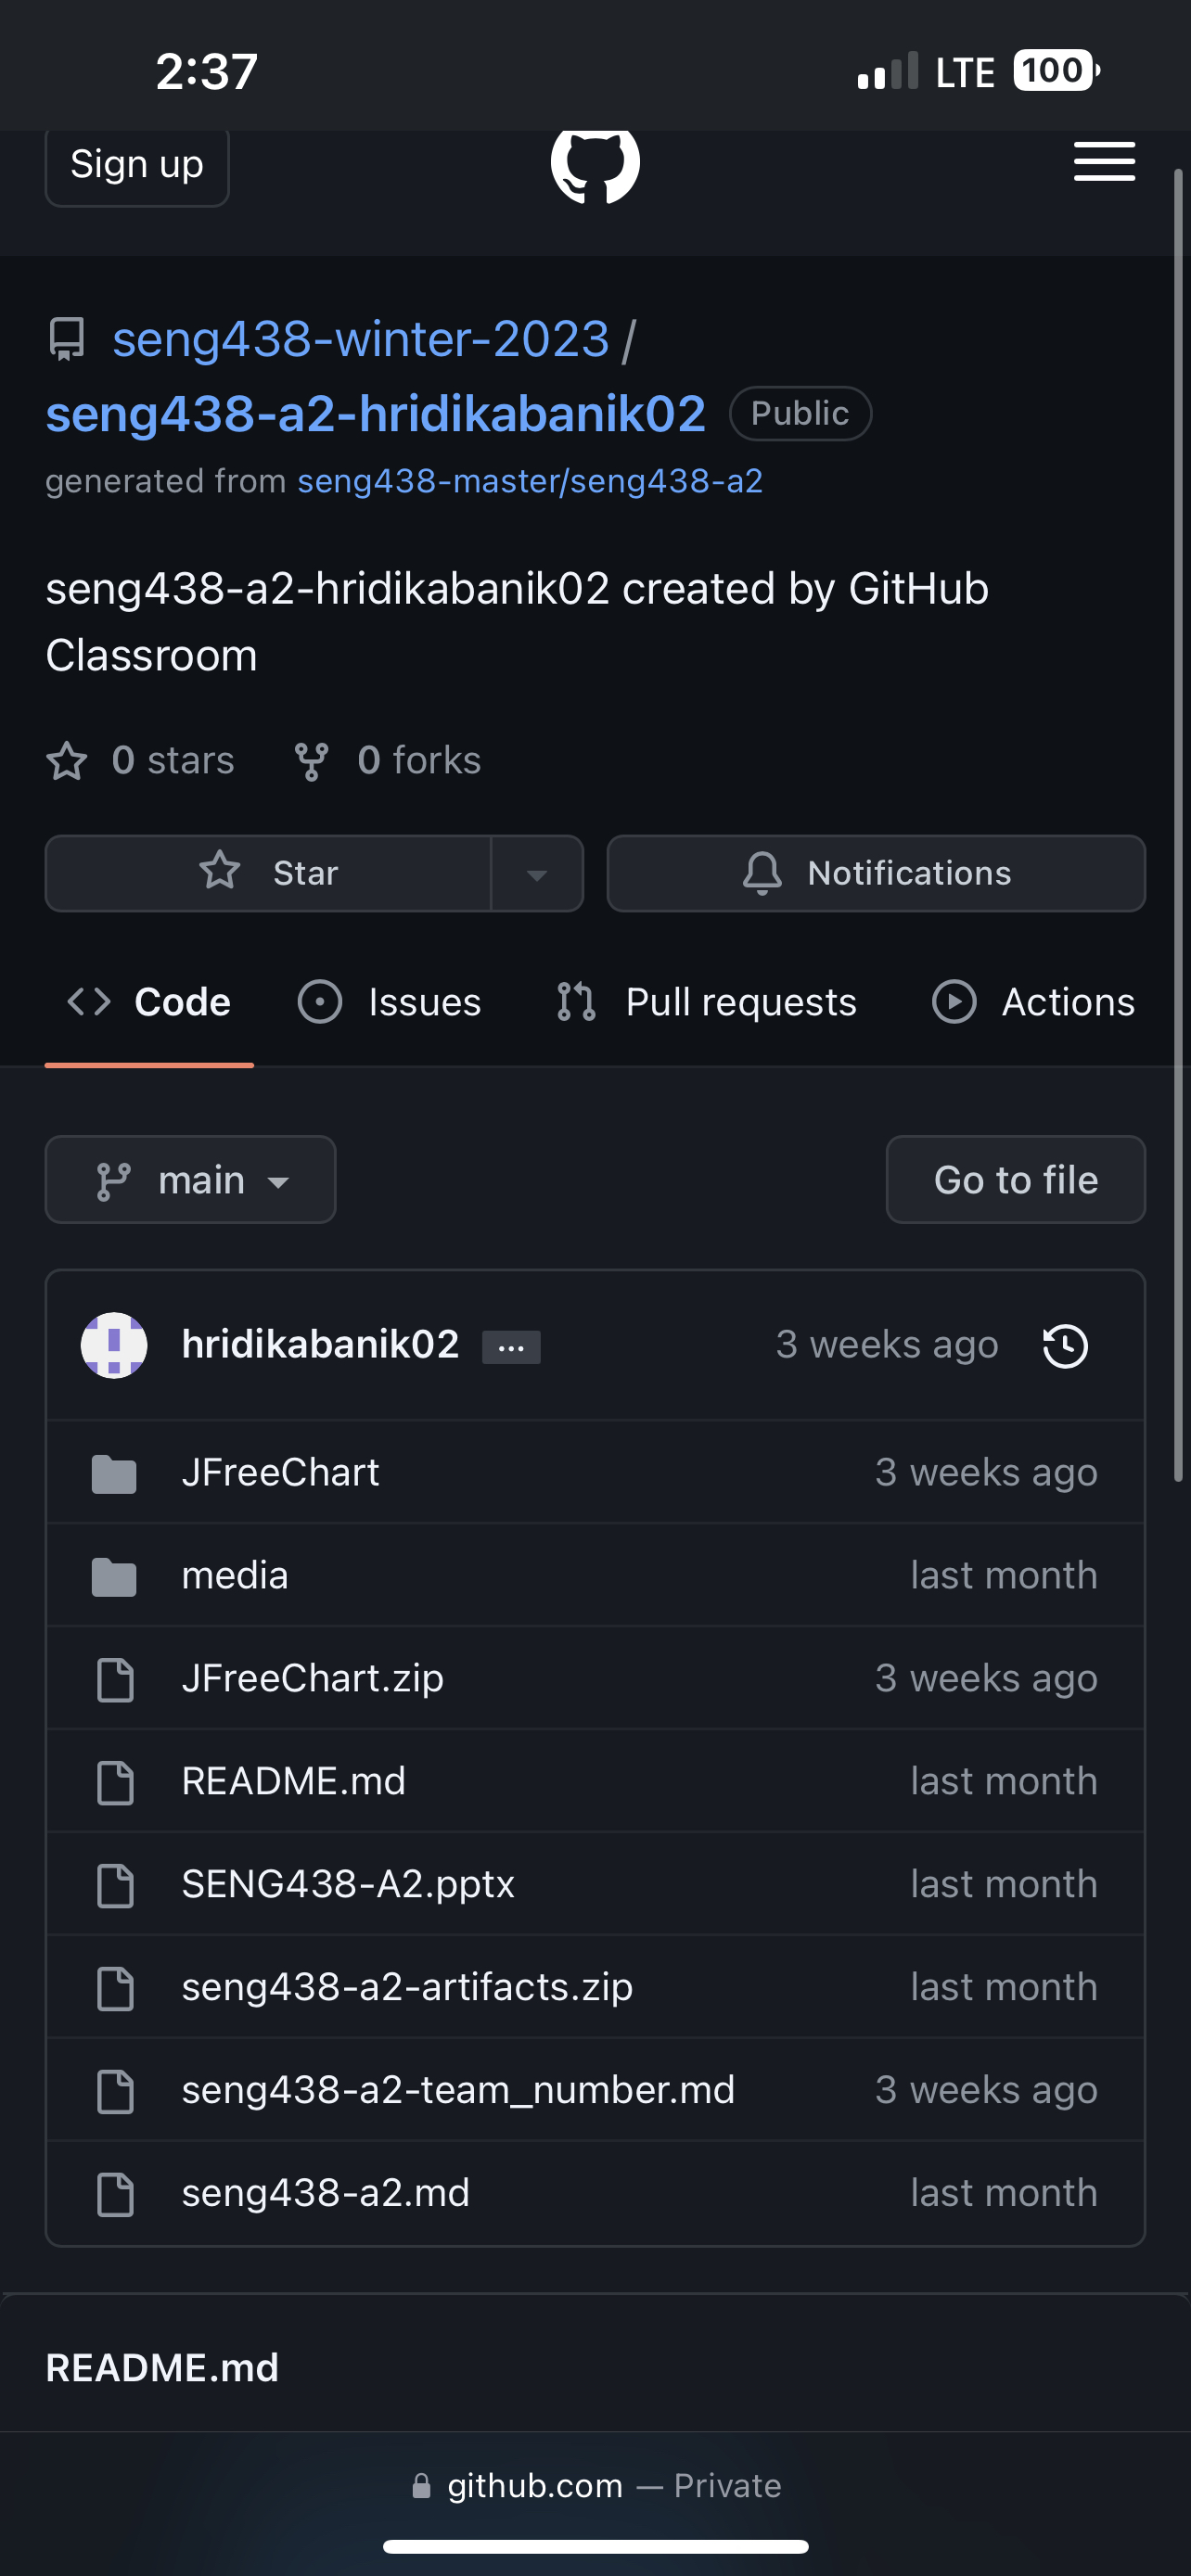 2:37 LTE 100
Sign up
seng438-winter-2023 /
seng438-a2-hridikabanik02 Public
generated from seng438-master/seng438-a2
seng438-a2-hridikabanik02 created by GitHub
Classroom
0 stars 0 forks
Star Notifications
Code Issues Pull requests Actions
main Go to file
hridikabanik02 ... 3 weeks ago
JFreeChart 3 weeks ago
media last month
JFreeChart.zip 3 weeks ago
README.md last month
SENG438-A2.pptx last month
seng438-a2-artifacts.zip last month
seng438-a2-team_number.md 3 weeks ago
seng438-a2.md last month
README.md
github.com — Private